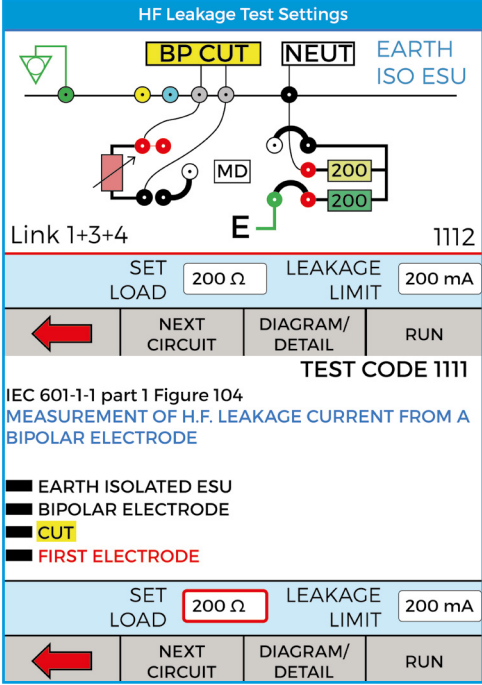 HF Leakage Test Settings
BP CUT NEUT EARTH
ISO ESU
MD 200
200
E
Link 1+3+4 1112
SET LOAD 200 Ω LEAKAGE LIMIT 200 mA
NEXT CIRCUIT DIAGRAM/ DETAIL RUN
TEST CODE 1111
IEC 601-1-1 part 1 Figure 104
MEASUREMENT OF H.F. LEAKAGE CURRENT FROM A
BIPOLAR ELECTRODE
EARTH ISOLATED ESU
BIPOLAR ELECTRODE
CUT
FIRST ELECTRODE
SET LOAD 200 Ω LEAKAGE LIMIT 200 mA
NEXT CIRCUIT DIAGRAM/ DETAIL RUN